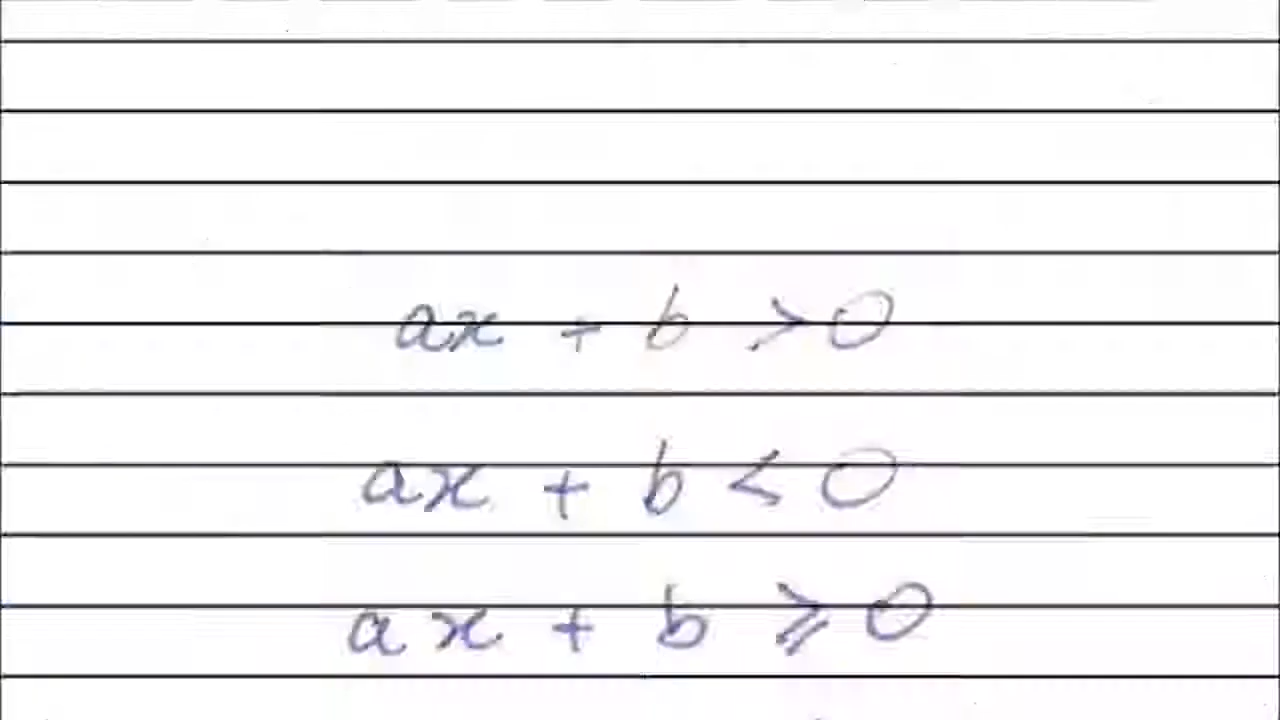 ax + b > 0
ax + b < 0
ax + b ⩾ 0